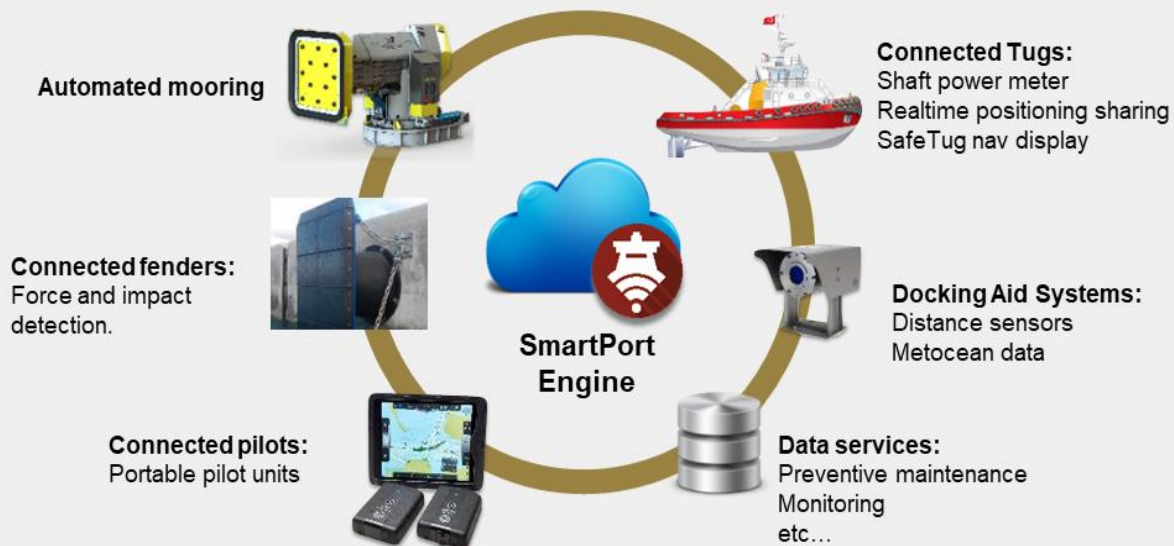 Automated mooring
Connected Tugs:
Shaft power meter
Realtime positioning sharing
SafeTug nav display
Connected fenders:
Force and impact
detection.
SmartPort
Engine
Docking Aid Systems:
Distance sensors
Metocean data
Connected pilots:
Portable pilot units
Data services:
Preventive maintenance
Monitoring
etc…